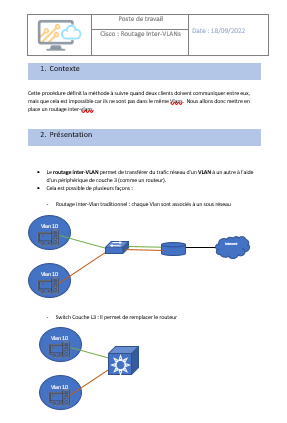 Poste de travail
Cisco : Routage Inter-VLANs
Date : 18/09/2022
1. Contexte
Cette procédure définit la méthode à suivre quand deux clients doivent communiquer entre eux,
mais que cela est impossible car ils ne sont pas dans le même Vlan. Nous allons donc mettre en
place un routage inter-vlan.
2. Présentation
• Le routage inter-VLAN permet de transférer du trafic réseau d'un VLAN à un autre à l'aide
d'un périphérique de couche 3 (comme un routeur).
• Cela est possible de plusieurs façons :
- Routage Inter-Vlan traditionnel : chaque Vlan sont associés à un sous réseau
Vlan 10
Internet
Vlan 10
- Switch Couche L3 : Il permet de remplacer le routeur
Vlan 10
Vlan 10